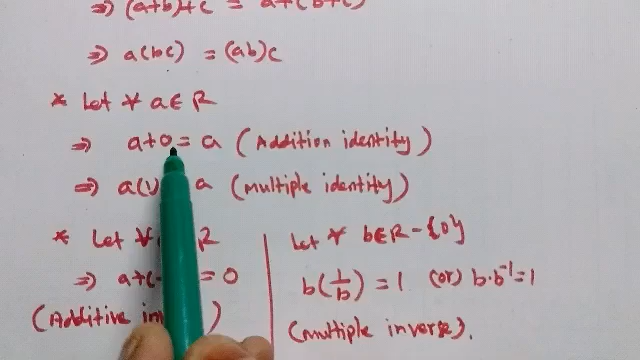 ⇒ (a+b)+c = a+(b+c)
⇒ a(bc) = (ab)c
* Let ∀ a∈R
⇒ a+0 = a (Addition identity)
⇒ a(1) a (Multiple identity)
* Let ∀ R
⇒ a+(- = 0
(Additive in )
Let ∀ b∈R-{0}
b(1/b) = 1 (or) b·b⁻¹=1
(Multiple inverse).